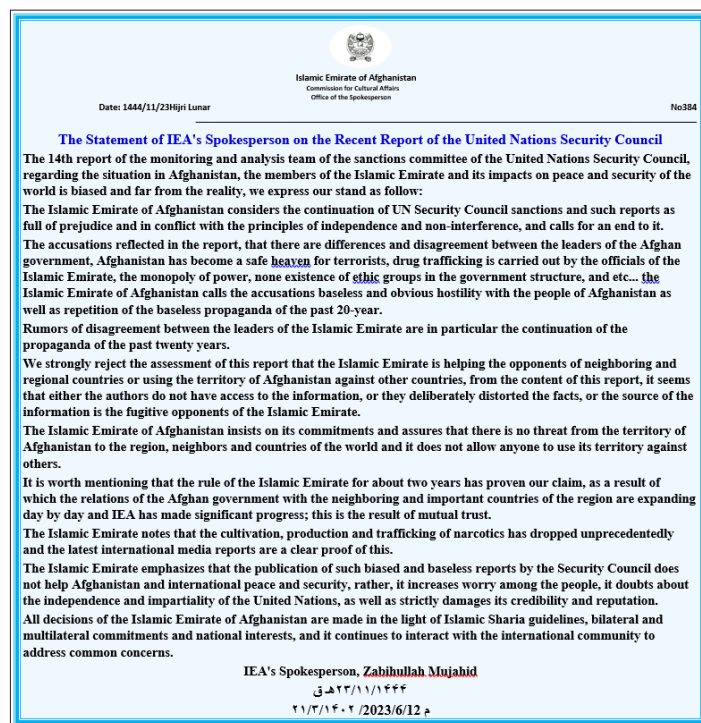 Islamic Emirate of Afghanistan
Commission for Cultural Affairs
Office of the Spokesperson
Date: 1444/11/23Hijri Lunar No384
The Statement of IEA's Spokesperson on the Recent Report of the United Nations Security Council
The 14th report of the monitoring and analysis team of the sanctions committee of the United Nations Security Council,
regarding the situation in Afghanistan, the members of the Islamic Emirate and its impacts on peace and security of the
world is biased and far from the reality, we express our stand as follow:
The Islamic Emirate of Afghanistan considers the continuation of UN Security Council sanctions and such reports as
full of prejudice and in conflict with the principles of independence and non-interference, and calls for an end to it.
The accusations reflected in the report, that there are differences and disagreement between the leaders of the Afghan
government, Afghanistan has become a safe heaven for terrorists, drug trafficking is carried out by the officials of the
Islamic Emirate, the monopoly of power, none existence of ethic groups in the government structure, and etc... the
Islamic Emirate of Afghanistan calls the accusations baseless and obvious hostility with the people of Afghanistan as
well as repetition of the baseless propaganda of the past 20-year.
Rumors of disagreement between the leaders of the Islamic Emirate are in particular the continuation of the
propaganda of the past twenty years.
We strongly reject the assessment of this report that the Islamic Emirate is helping the opponents of neighboring and
regional countries or using the territory of Afghanistan against other countries, from the content of this report, it seems
that either the authors do not have access to the information, or they deliberately distorted the facts, or the source of the
information is the fugitive opponents of the Islamic Emirate.
The Islamic Emirate of Afghanistan insists on its commitments and assures that there is no threat from the territory of
Afghanistan to the region, neighbors and countries of the world and it does not allow anyone to use its territory against
others.
It is worth mentioning that the rule of the Islamic Emirate for about two years has proven our claim, as a result of
which the relations of the Afghan government with the neighboring and important countries of the region are expanding
day by day and IEA has made significant progress; this is the result of mutual trust.
The Islamic Emirate notes that the cultivation, production and trafficking of narcotics has dropped unprecedentedly
and the latest international media reports are a clear proof of this.
The Islamic Emirate emphasizes that the publication of such biased and baseless reports by the Security Council does
not help Afghanistan and international peace and security, rather, it increases worry among the people, it doubts about
the independence and impartiality of the United Nations, as well as strictly damages its credibility and reputation.
All decisions of the Islamic Emirate of Afghanistan are made in the light of Islamic Sharia guidelines, bilateral and
multilateral commitments and national interests, and it continues to interact with the international community to
address common concerns.
IEA's Spokesperson, Zabihullah Mujahid
۲۳/۱۱/۱۴۴۴هـ ق
۲۱/۳/۱۴۰۲ /2023/6/12 م